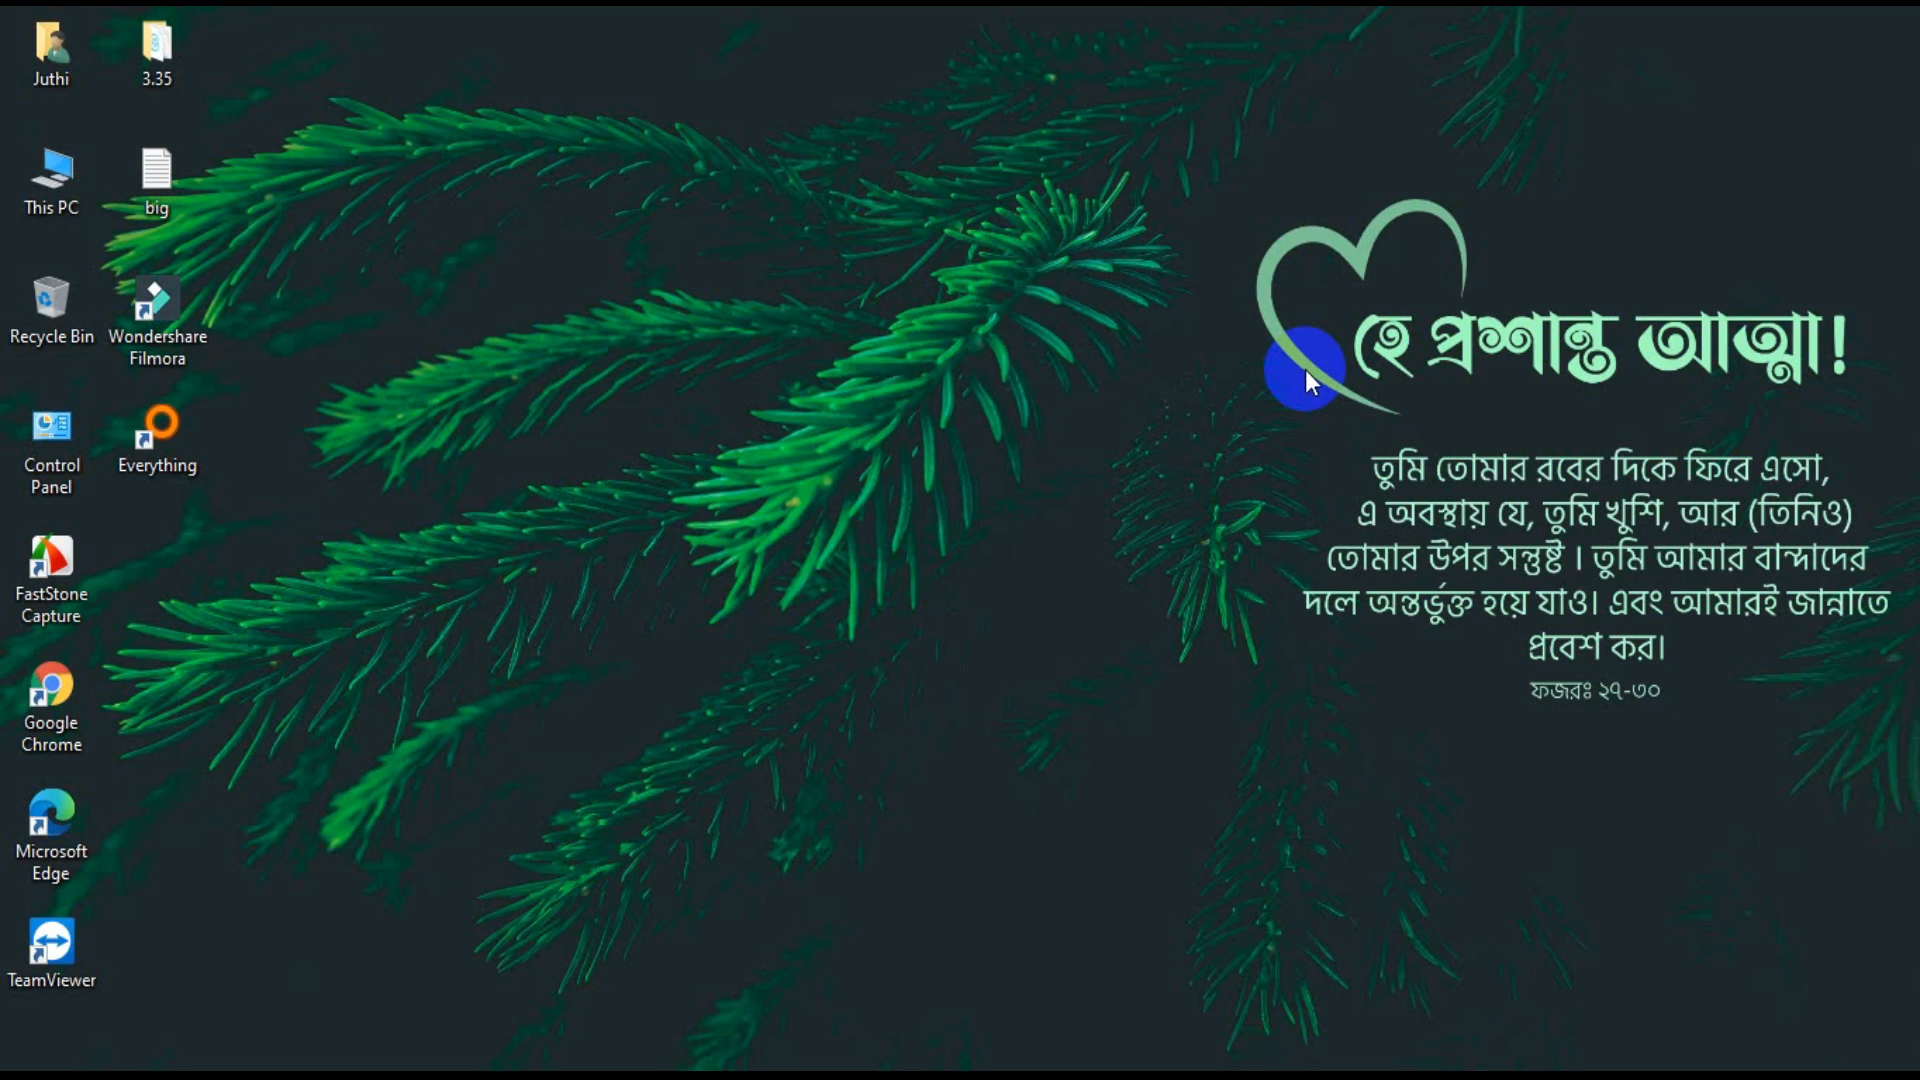 Juthi
3.35
This PC
big
Recycle Bin
Wondershare
Filmora
Control
Panel
Everything
FastStone
Capture
Google
Chrome
Microsoft
Edge
TeamViewer
হে প্রশান্ত আত্মা!
তুমি তোমার রবের দিকে ফিরে এসো,
এ অবস্থায় যে, তুমি খুশি, আর (তিনিও)
তোমার উপর সন্তুষ্ট । তুমি আমার বান্দাদের
দলে অন্তর্ভুক্ত হয়ে যাও। এবং আমারই জান্নাতে
প্রবেশ কর।
ফজরঃ ২৭-৩০